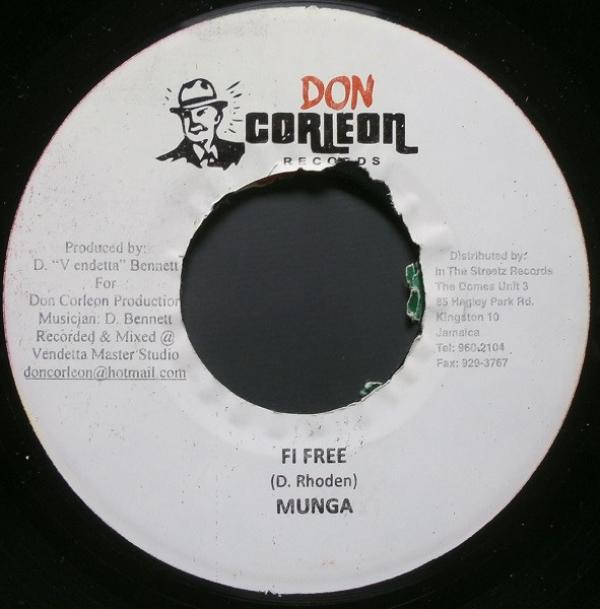 DON
CORLEON
RECORDS
Produced by:
D. "Vendetta" Bennett
For
Don Corleon Production
Musician: D. Bennett
Recorded & Mixed @
Vendetta Master Studio
doncorleon@hotmail.com
Distributed by:
In The Streetz Records
The Domes Unit 3
85 Hagley Park Rd.
Kingston 10
Jamaica
Tel: 960-2104
Fax: 929-3767
FI FREE
(D. Rhoden)
MUNGA